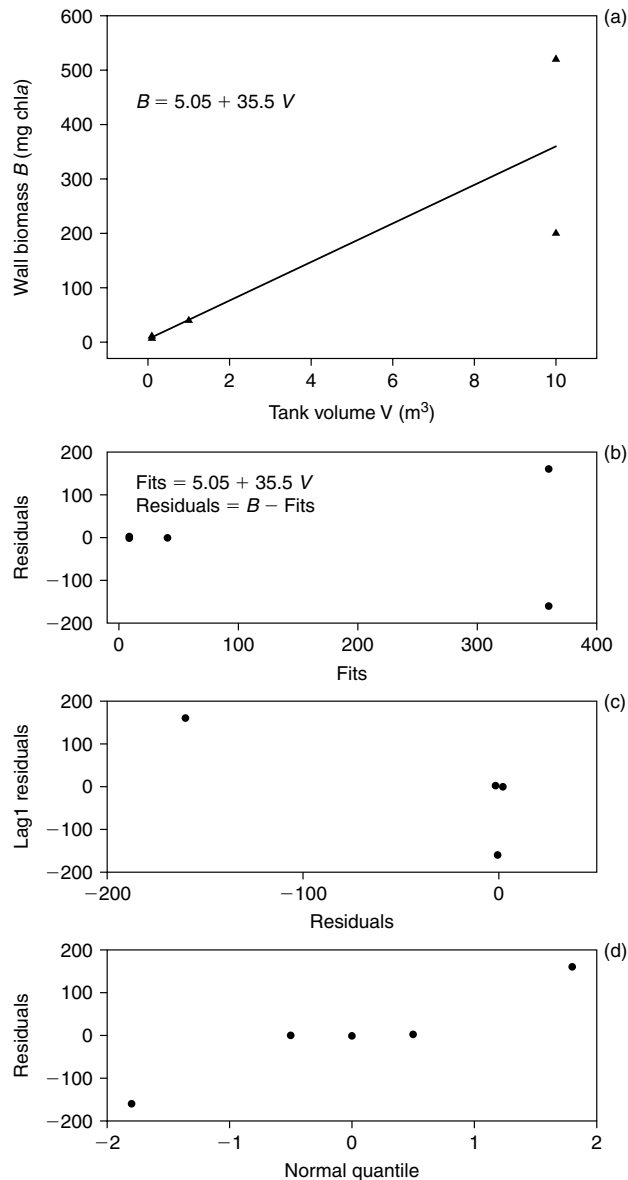 (a)
600
500
400
300
200
100
0
Wall biomass B (mg chla)
B = 5.05 + 35.5 V
0 2 4 6 8 10
Tank volume V (m³)
(b)
200
100
0
−100
−200
Residuals
Fits = 5.05 + 35.5 V
Residuals = B − Fits
0 100 200 300 400
Fits
(c)
200
100
0
−100
−200
Lag1 residuals
−200 −100 0
Residuals
(d)
200
100
0
−100
−200
Residuals
−2 −1 0 1 2
Normal quantile